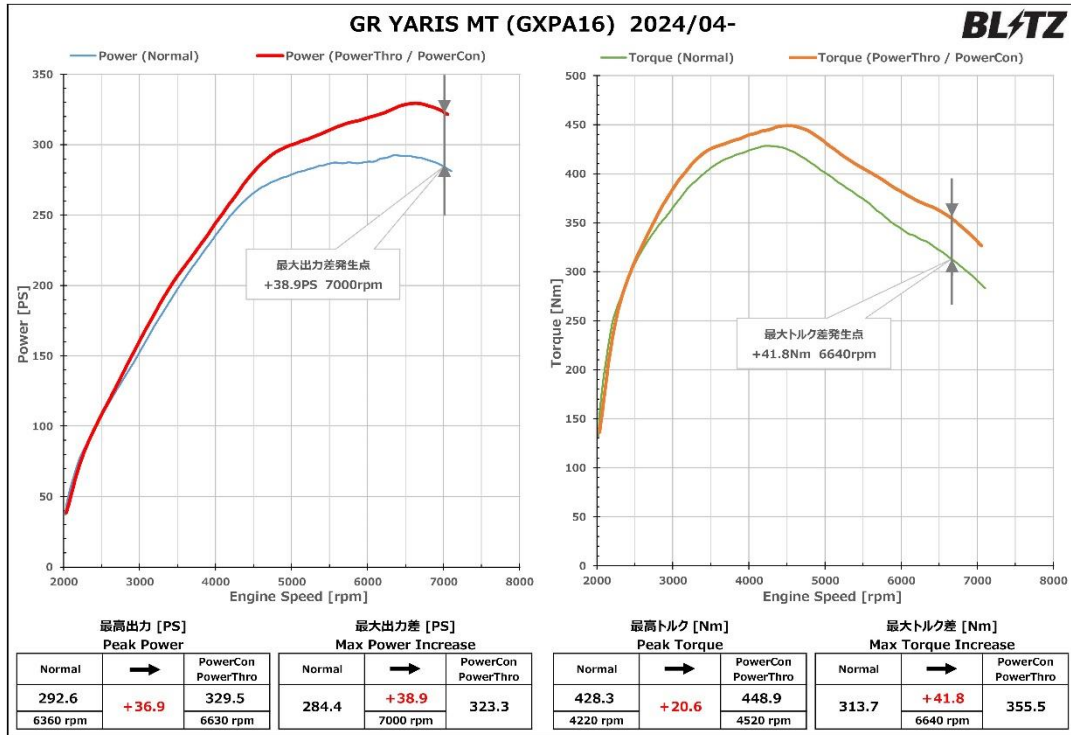 GR YARIS MT (GXPA16) 2024/04-
BLITZ
Power (Normal)
Power (PowerThro / PowerCon)
350
300
250
200
150
100
50
0
Power [PS]
2000 3000 4000 5000 6000 7000 8000
Engine Speed [rpm]
最大出力差発生点
+38.9PS 7000rpm
Torque (Normal)
Torque (PowerThro / PowerCon)
500
450
400
350
300
250
200
150
100
50
0
Torque [Nm]
2000 3000 4000 5000 6000 7000 8000
Engine Speed [rpm]
最大トルク差発生点
+41.8Nm 6640rpm
最高出力 [PS]
Peak Power
Normal
→
PowerCon
PowerThro
292.6
+36.9
329.5
6360 rpm
6630 rpm
最大出力差 [PS]
Max Power Increase
Normal
→
PowerCon
PowerThro
284.4
+38.9
323.3
7000 rpm
最高トルク [Nm]
Peak Torque
Normal
→
PowerCon
PowerThro
428.3
+20.6
448.9
4220 rpm
4520 rpm
最大トルク差 [Nm]
Max Torque Increase
Normal
→
PowerCon
PowerThro
313.7
+41.8
355.5
6640 rpm